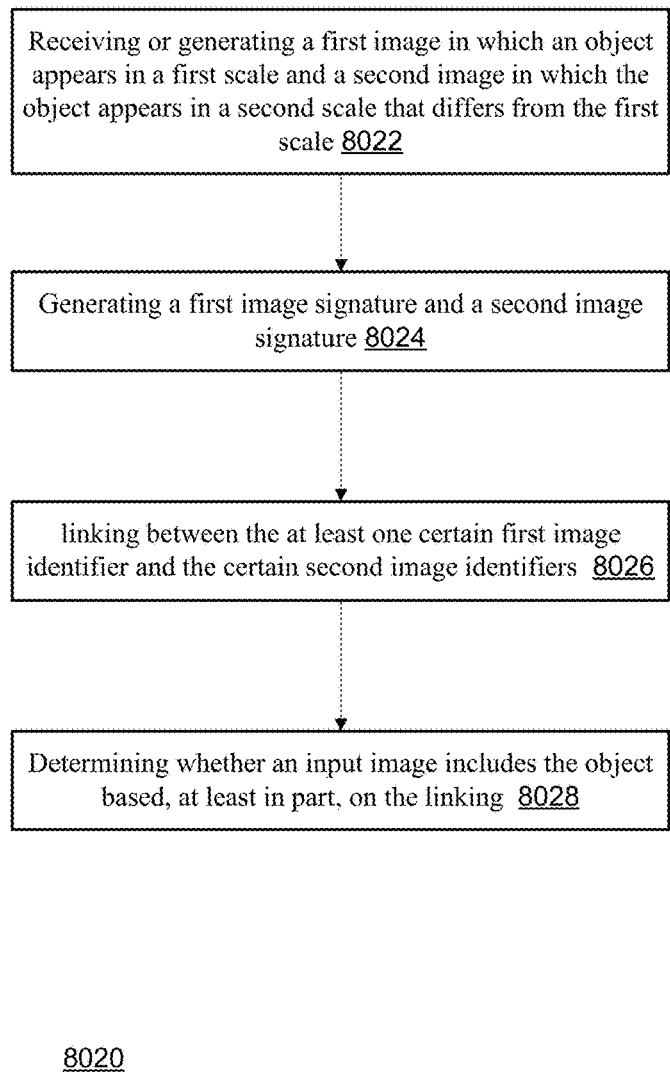 Receiving or generating a first image in which an object
appears in a first scale and a second image in which the
object appears in a second scale that differs from the first
scale 8022
Generating a first image signature and a second image
signature 8024
linking between the at least one certain first image
identifier and the certain second image identifiers 8026
Determining whether an input image includes the object
based, at least in part, on the linking 8028
8020